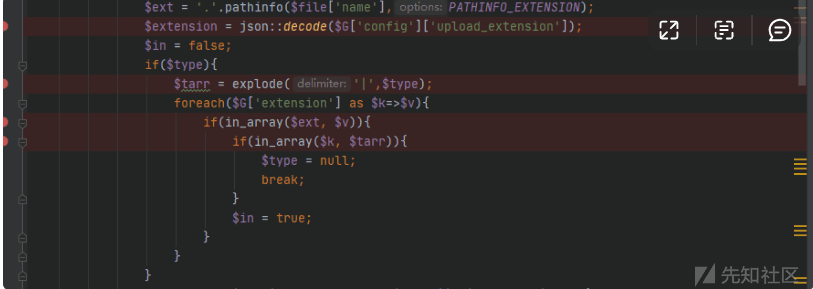 $ext = '.'.pathinfo($file['name'], options: PATHINFO_EXTENSION);
$extension = json::decode($G['config']['upload_extension']);
$in = false;
if($type){
$tarr = explode( delimiter: '|',$type);
foreach($G['extension'] as $k=>$v){
if(in_array($ext, $v)){
if(in_array($k, $tarr)){
$type = null;
break;
}
$in = true;
}
}
}
先知社区